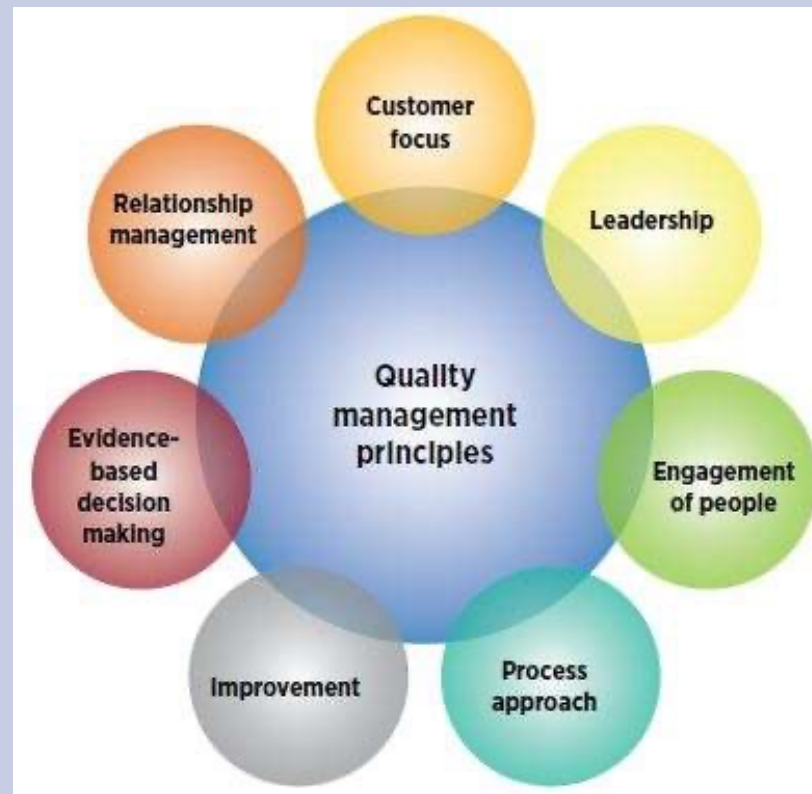 Customer
focus
Leadership
Engagement
of people
Process
approach
Improvement
Evidence-
based
decision
making
Relationship
management
Quality
management
principles